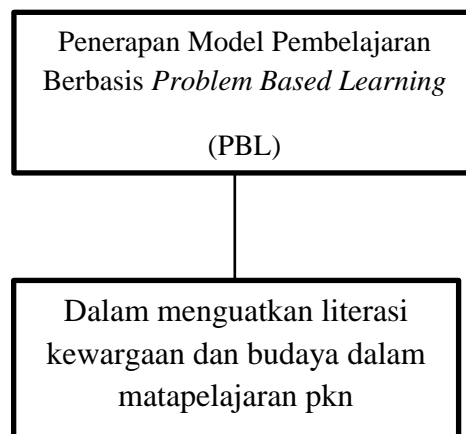 Penerapan Model Pembelajaran
Berbasis Problem Based Learning
(PBL)
Dalam menguatkan literasi
kewargaan dan budaya dalam
matapelajaran pkn